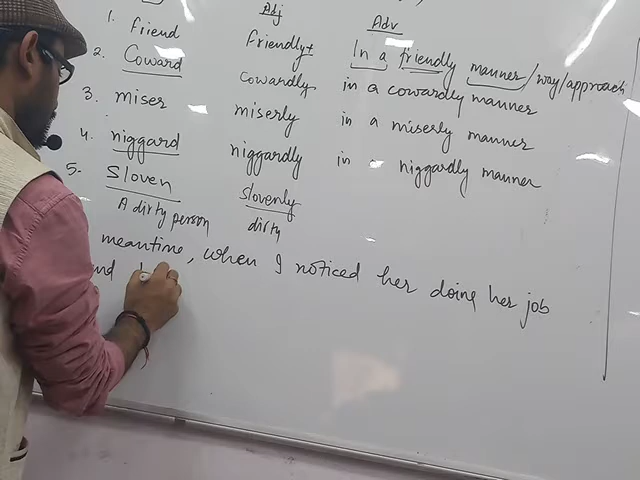 Adj Adv
1. friend friendly+ In a friendly manner/way/approach
2. Coward cowardly in a cowardly manner
3. miser miserly in a miserly manner
4. niggard niggardly in a niggardly manner
5. Sloven slovenly
A dirty person dirty
meantime, when I noticed her doing her job